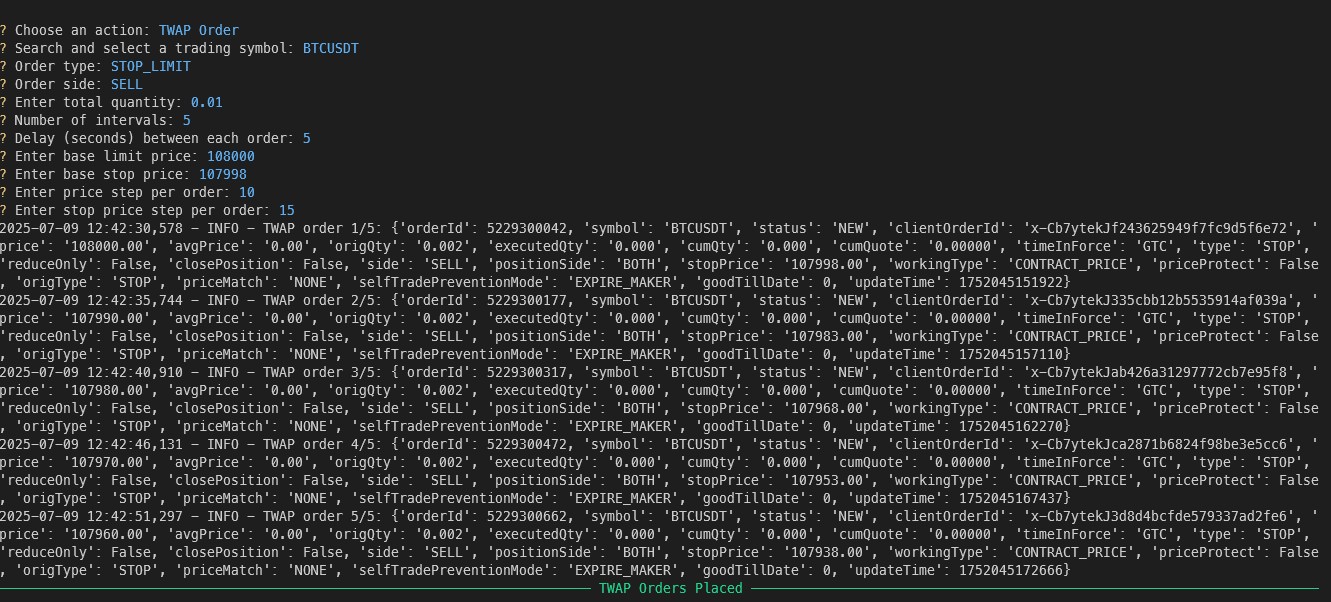 ? Choose an action: TWAP Order
? Search and select a trading symbol: BTCUSDT
? Order type: STOP_LIMIT
? Order side: SELL
? Enter total quantity: 0.01
? Number of intervals: 5
? Delay (seconds) between each order: 5
? Enter base limit price: 108000
? Enter base stop price: 107998
? Enter price step per order: 10
? Enter stop price step per order: 15
2025-07-09 12:42:30,578 - INFO - TWAP order 1/5: {'orderId': 5229300042, 'symbol': 'BTCUSDT', 'status': 'NEW', 'clientOrderId': 'x-Cb7ytekJf243625949f7fc9d5f6e72', '
price': '108000.00', 'avgPrice': '0.00', 'origQty': '0.002', 'executedQty': '0.000', 'cumQty': '0.000', 'cumQuote': '0.00000', 'timeInForce': 'GTC', 'type': 'STOP',
'reduceOnly': False, 'closePosition': False, 'side': 'SELL', 'positionSide': 'BOTH', 'stopPrice': '107998.00', 'workingType': 'CONTRACT_PRICE', 'priceProtect': False
, 'origType': 'STOP', 'priceMatch': 'NONE', 'selfTradePreventionMode': 'EXPIRE_MAKER', 'goodTillDate': 0, 'updateTime': 1752045151922}
2025-07-09 12:42:35,744 - INFO - TWAP order 2/5: {'orderId': 5229300177, 'symbol': 'BTCUSDT', 'status': 'NEW', 'clientOrderId': 'x-Cb7ytekJ335cbb12b5535914af039a', '
price': '107990.00', 'avgPrice': '0.00', 'origQty': '0.002', 'executedQty': '0.000', 'cumQty': '0.000', 'cumQuote': '0.00000', 'timeInForce': 'GTC', 'type': 'STOP',
'reduceOnly': False, 'closePosition': False, 'side': 'SELL', 'positionSide': 'BOTH', 'stopPrice': '107983.00', 'workingType': 'CONTRACT_PRICE', 'priceProtect': False
, 'origType': 'STOP', 'priceMatch': 'NONE', 'selfTradePreventionMode': 'EXPIRE_MAKER', 'goodTillDate': 0, 'updateTime': 1752045157110}
2025-07-09 12:42:40,910 - INFO - TWAP order 3/5: {'orderId': 5229300317, 'symbol': 'BTCUSDT', 'status': 'NEW', 'clientOrderId': 'x-Cb7ytekJab426a31297772cb7e95f8', '
price': '107980.00', 'avgPrice': '0.00', 'origQty': '0.002', 'executedQty': '0.000', 'cumQty': '0.000', 'cumQuote': '0.00000', 'timeInForce': 'GTC', 'type': 'STOP',
'reduceOnly': False, 'closePosition': False, 'side': 'SELL', 'positionSide': 'BOTH', 'stopPrice': '107968.00', 'workingType': 'CONTRACT_PRICE', 'priceProtect': False
, 'origType': 'STOP', 'priceMatch': 'NONE', 'selfTradePreventionMode': 'EXPIRE_MAKER', 'goodTillDate': 0, 'updateTime': 1752045162270}
2025-07-09 12:42:46,131 - INFO - TWAP order 4/5: {'orderId': 5229300472, 'symbol': 'BTCUSDT', 'status': 'NEW', 'clientOrderId': 'x-Cb7ytekJca2871b6824f98be3e5cc6', '
price': '107970.00', 'avgPrice': '0.00', 'origQty': '0.002', 'executedQty': '0.000', 'cumQty': '0.000', 'cumQuote': '0.00000', 'timeInForce': 'GTC', 'type': 'STOP',
'reduceOnly': False, 'closePosition': False, 'side': 'SELL', 'positionSide': 'BOTH', 'stopPrice': '107953.00', 'workingType': 'CONTRACT_PRICE', 'priceProtect': False
, 'origType': 'STOP', 'priceMatch': 'NONE', 'selfTradePreventionMode': 'EXPIRE_MAKER', 'goodTillDate': 0, 'updateTime': 1752045167437}
2025-07-09 12:42:51,297 - INFO - TWAP order 5/5: {'orderId': 5229300662, 'symbol': 'BTCUSDT', 'status': 'NEW', 'clientOrderId': 'x-Cb7ytekJ3d8d4bcfde579337ad2fe6', '
price': '107960.00', 'avgPrice': '0.00', 'origQty': '0.002', 'executedQty': '0.000', 'cumQty': '0.000', 'cumQuote': '0.00000', 'timeInForce': 'GTC', 'type': 'STOP',
'reduceOnly': False, 'closePosition': False, 'side': 'SELL', 'positionSide': 'BOTH', 'stopPrice': '107938.00', 'workingType': 'CONTRACT_PRICE', 'priceProtect': False
, 'origType': 'STOP', 'priceMatch': 'NONE', 'selfTradePreventionMode': 'EXPIRE_MAKER', 'goodTillDate': 0, 'updateTime': 1752045172666}
TWAP Orders Placed